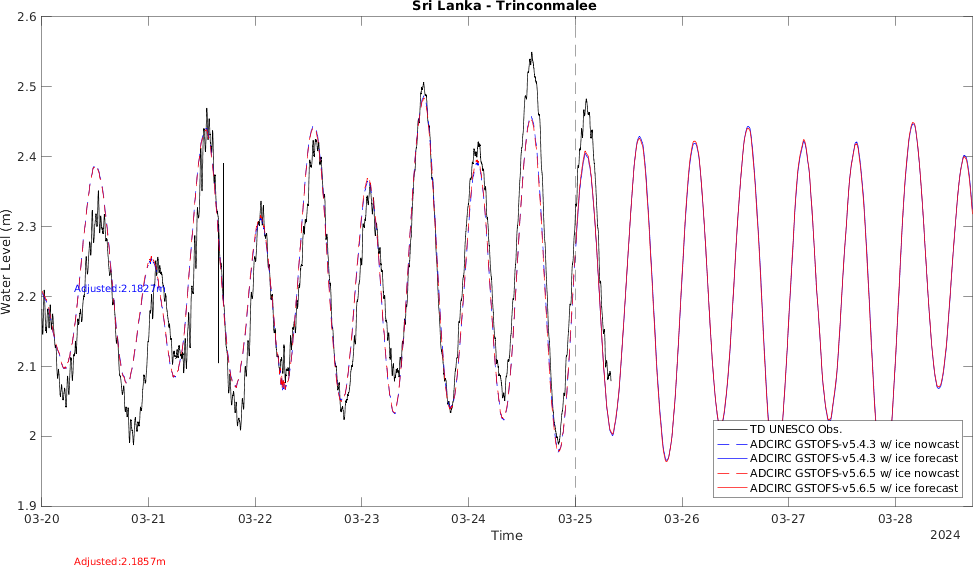 Sri Lanka - Trinconmalee
2.6
2.5
2.4
2.3
2.2
2.1
2
1.9
Water Level (m)
Adjusted:2.1827m
TD UNESCO Obs.
ADCIRC GSTOFS-v5.4.3 w/ ice nowcast
ADCIRC GSTOFS-v5.4.3 w/ ice forecast
ADCIRC GSTOFS-v5.6.5 w/ ice nowcast
ADCIRC GSTOFS-v5.6.5 w/ ice forecast
03-20 03-21 03-22 03-23 03-24 03-25 03-26 03-27 03-28
Time
2024
Adjusted:2.1857m